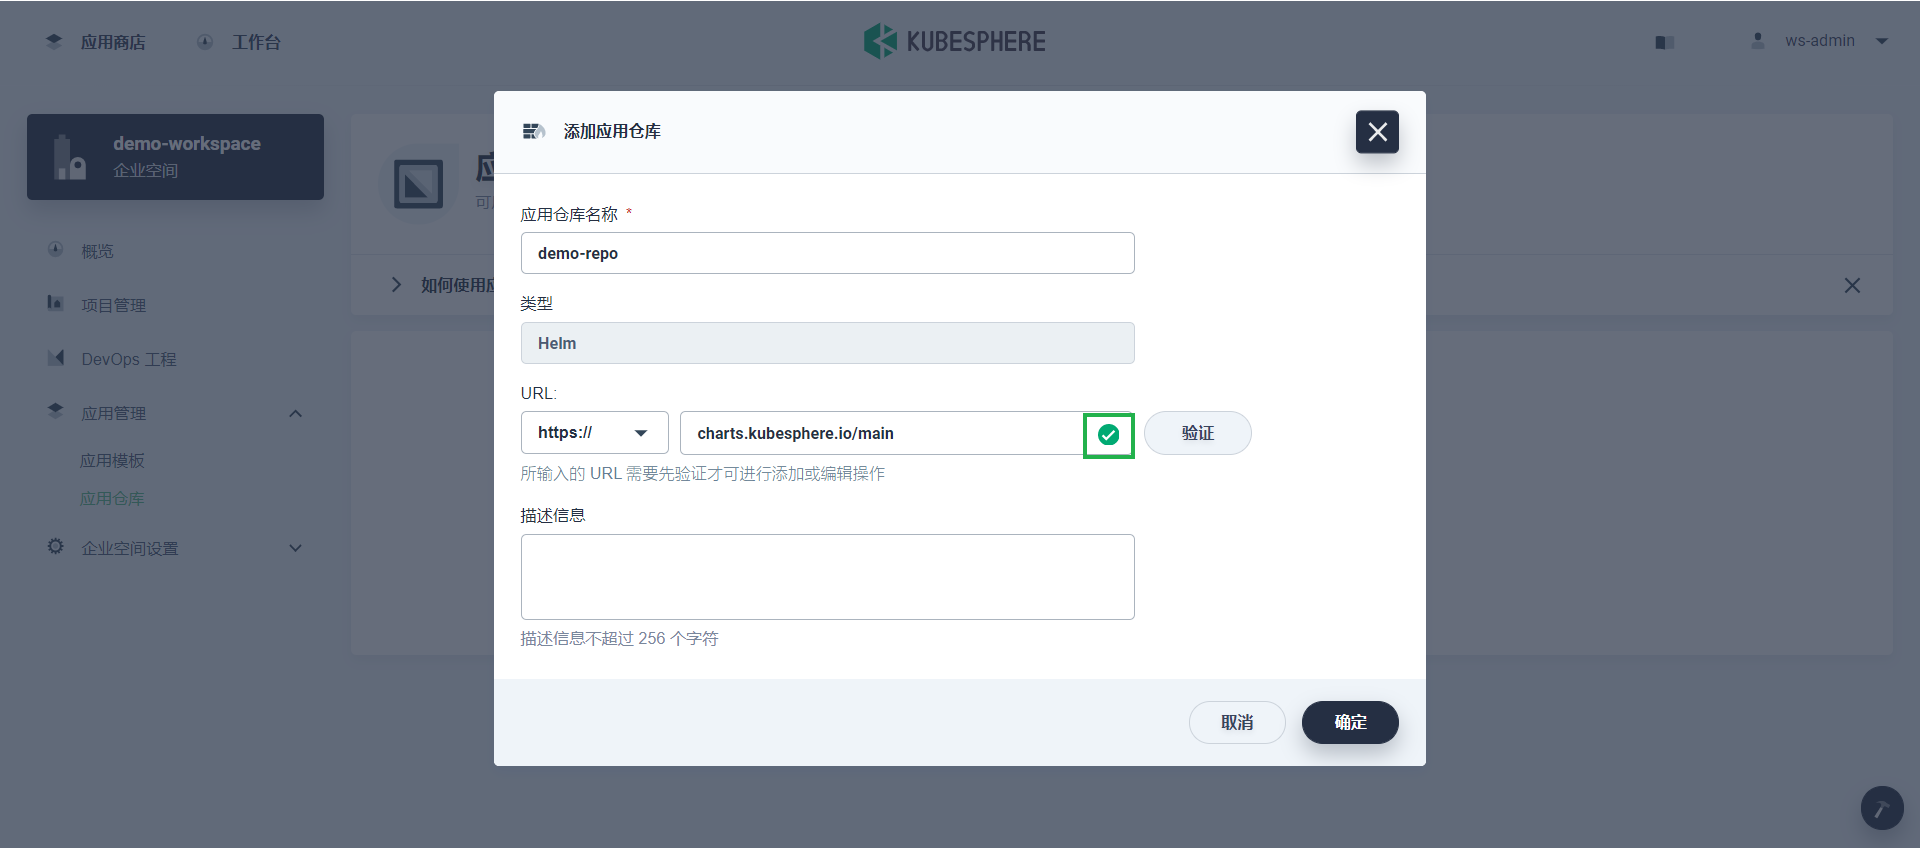 应用商店
工作台
KUBESPHERE
ws-admin
demo-workspace
企业空间
概览
项目管理
DevOps 工程
应用管理
应用模板
应用仓库
企业空间设置
应
可
如何使用应
添加应用仓库
应用仓库名称 *
demo-repo
类型
Helm
URL:
https://
charts.kubesphere.io/main
验证
所输入的 URL 需要先验证才可进行添加或编辑操作
描述信息
描述信息不超过 256 个字符
取消
确定